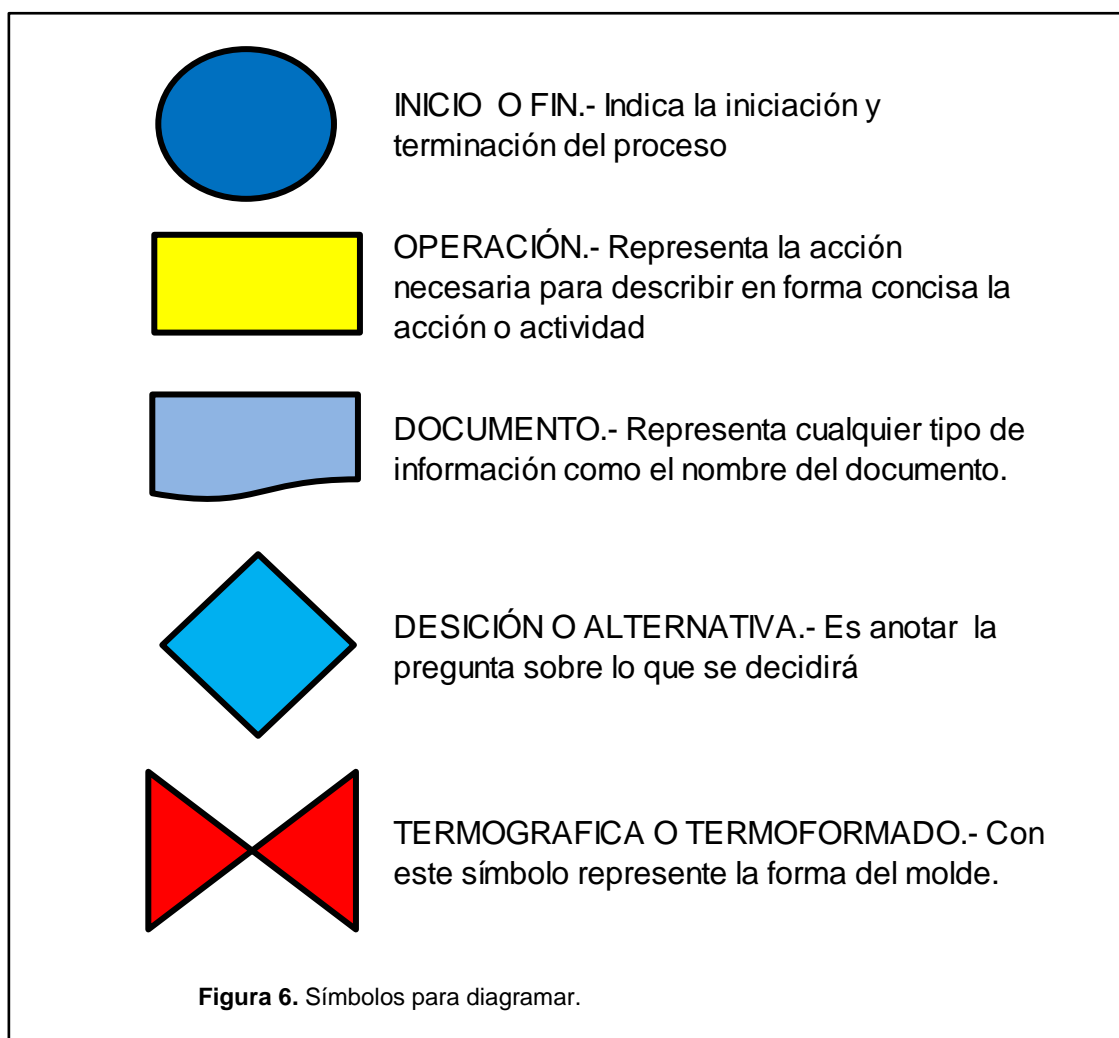 INICIO O FIN.- Indica la iniciación y
terminación del proceso
OPERACIÓN.- Representa la acción
necesaria para describir en forma concisa la
acción o actividad
DOCUMENTO.- Representa cualquier tipo de
información como el nombre del documento.
DESICIÓN O ALTERNATIVA.- Es anotar la
pregunta sobre lo que se decidirá
TERMOGRAFICA O TERMOFORMADO.- Con
este símbolo represente la forma del molde.
Figura 6. Símbolos para diagramar.